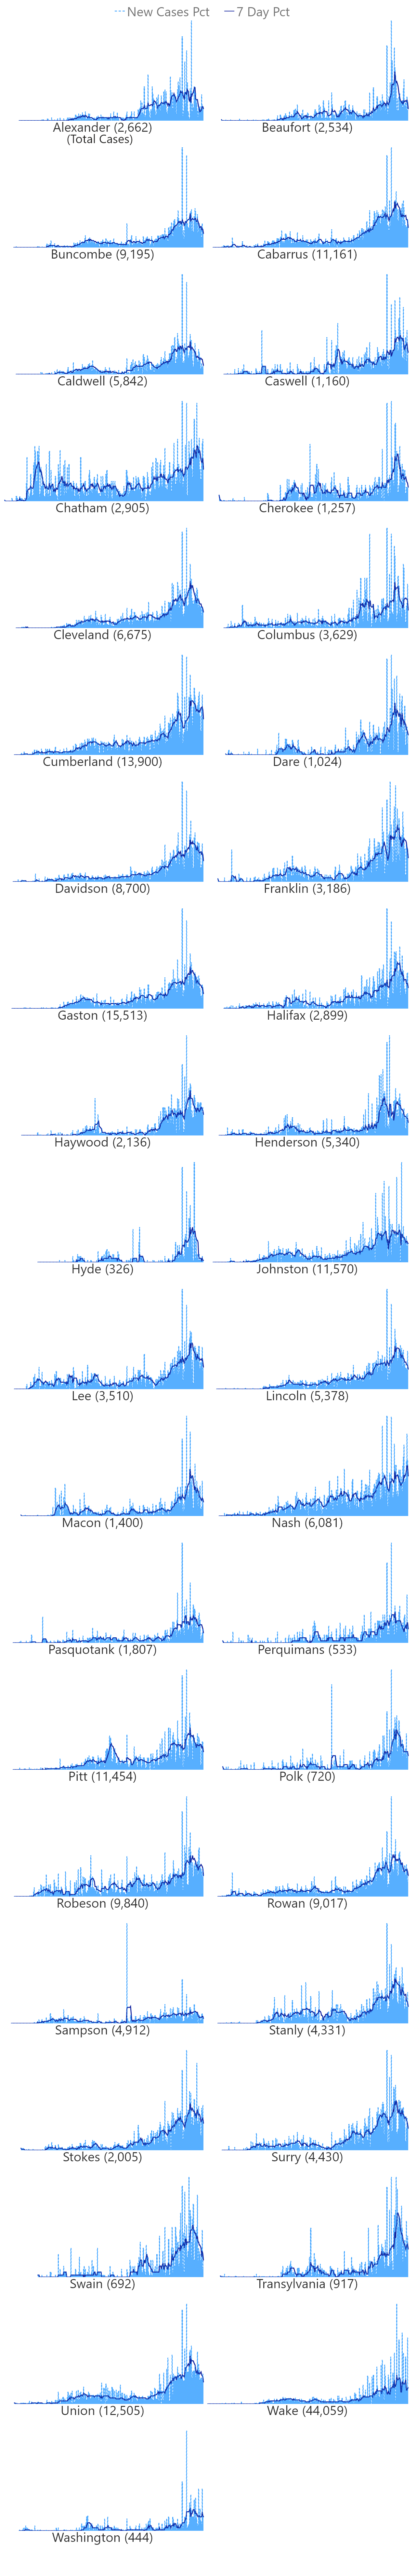 New Cases Pct 7 Day Pct
Alexander (2,662)
(Total Cases)
Beaufort (2,534)
Buncombe (9,195)
Cabarrus (11,161)
Caldwell (5,842)
Caswell (1,160)
Chatham (2,905)
Cherokee (1,257)
Cleveland (6,675)
Columbus (3,629)
Cumberland (13,900)
Dare (1,024)
Davidson (8,700)
Franklin (3,186)
Gaston (15,513)
Halifax (2,899)
Haywood (2,136)
Henderson (5,340)
Hyde (326)
Johnston (11,570)
Lee (3,510)
Lincoln (5,378)
Macon (1,400)
Nash (6,081)
Pasquotank (1,807)
Perquimans (533)
Pitt (11,454)
Polk (720)
Robeson (9,840)
Rowan (9,017)
Sampson (4,912)
Stanly (4,331)
Stokes (2,005)
Surry (4,430)
Swain (692)
Transylvania (917)
Union (12,505)
Wake (44,059)
Washington (444)